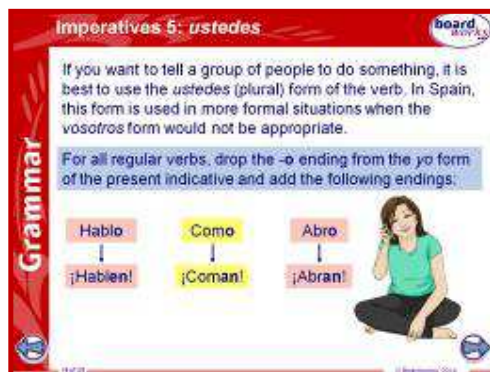 Imperatives 5: ustedes
board
works
If you want to tell a group of people to do something, it is
best to use the ustedes (plural) form of the verb. In Spain,
this form is used in more formal situations when the
vosotros form would not be appropriate.
Grammar
For all regular verbs, drop the -o ending from the yo form
of the present indicative and add the following endings:
Hablo Como Abro
¡Hablen! ¡Coman! ¡Abran!